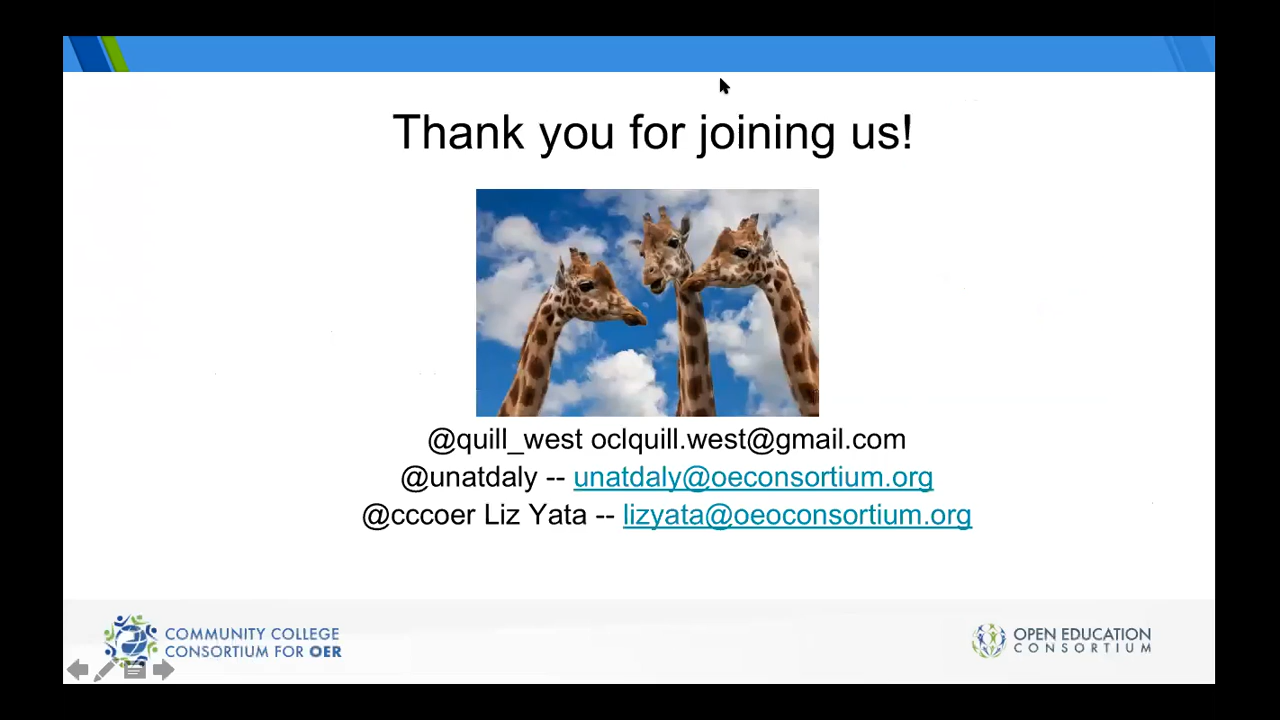 Thank you for joining us!
@quill_west oclquill.west@gmail.com
@unatdaly -- unatdaly@oeconsortium.org
@cccoer Liz Yata -- lizyata@oeoconsortium.org
COMMUNITY COLLEGE
CONSORTIUM FOR OER
OPEN EDUCATION
CONSORTIUM